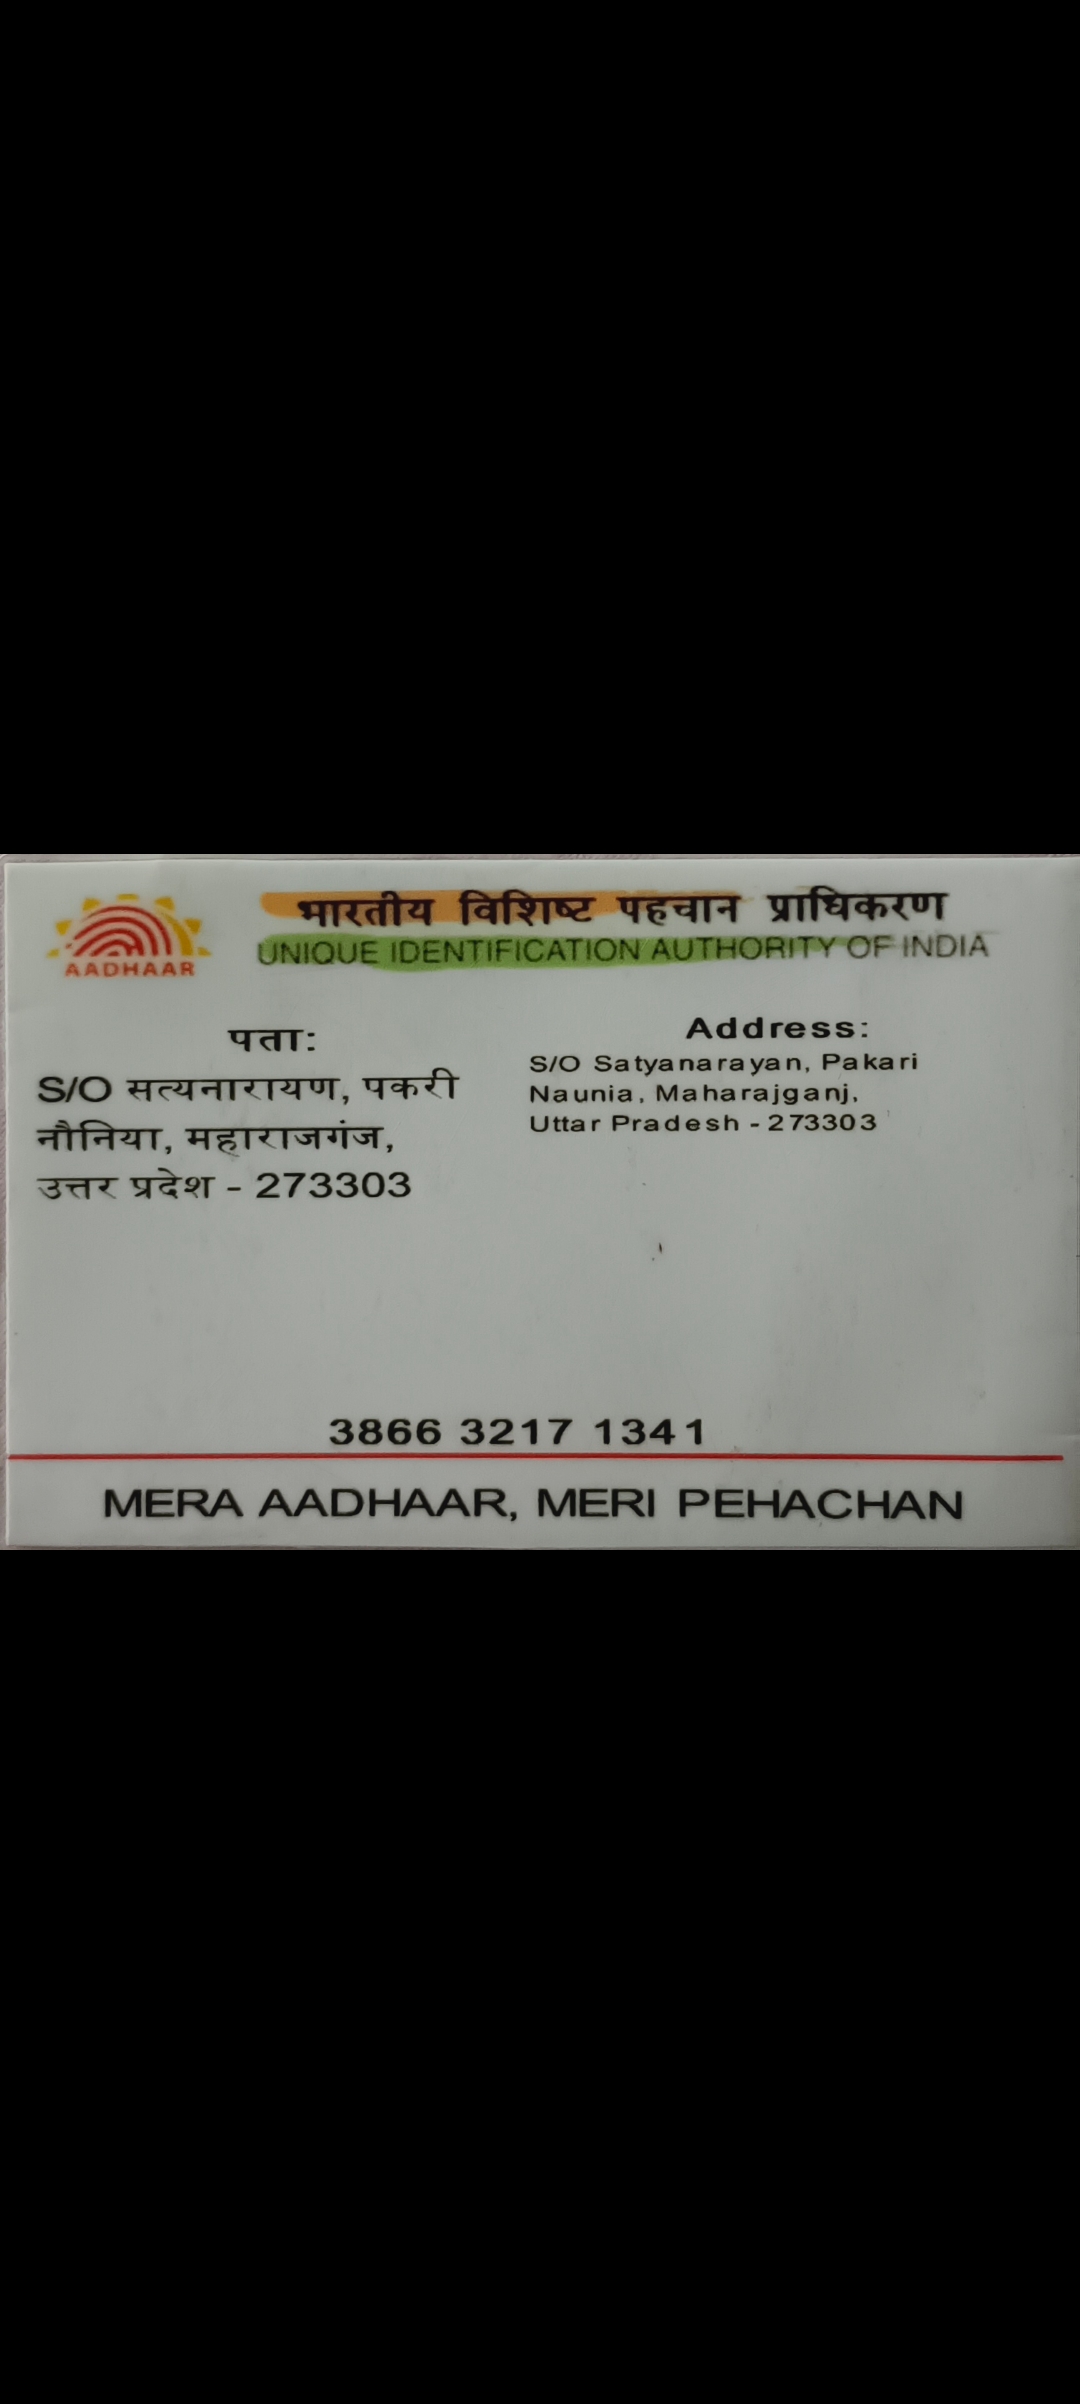 भारतीय विशिष्ट पहचान प्राधिकरण
UNIQUE IDENTIFICATION AUTHORITY OF INDIA
AADHAAR
पता:
S/O सत्यनारायण, पकरी
नौनिया, महाराजगंज,
उत्तर प्रदेश - 273303
Address:
S/O Satyanarayan, Pakari
Naunia, Maharajganj,
Uttar Pradesh - 273303
3866 3217 1341
MERA AADHAAR, MERI PEHACHAN